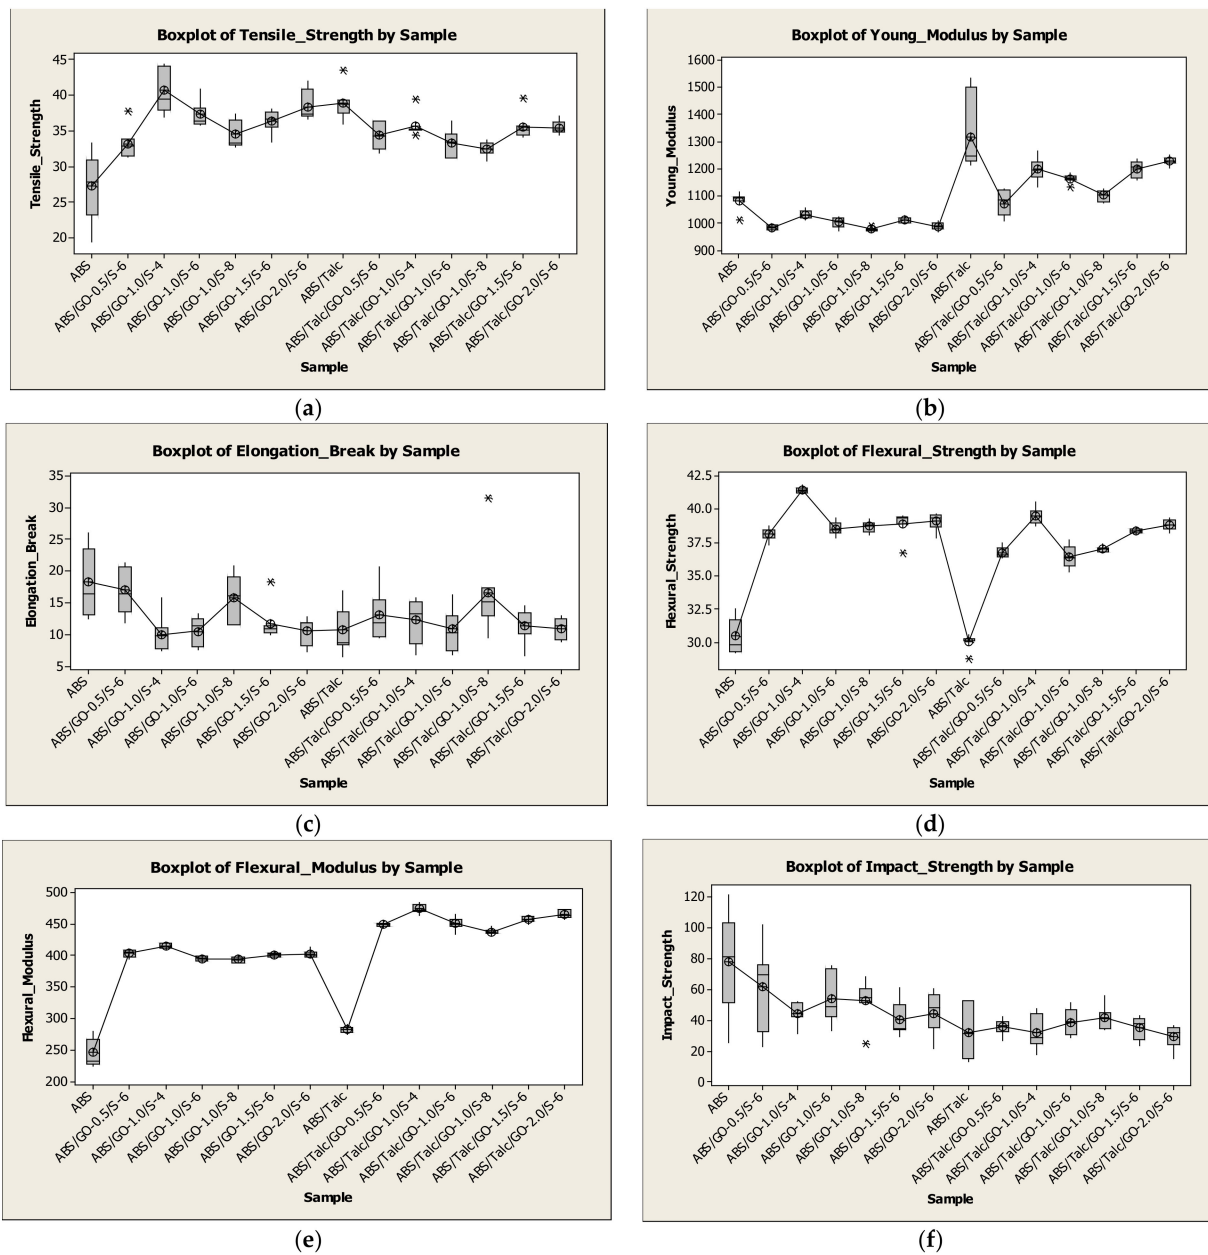 Boxplot of Tensile_Strength by Sample
Tensile_Strength
45
40
35
30
25
20
ABS
ABS/GO-0.5/S-6
ABS/GO-1.0/S-4
ABS/GO-1.0/S-6
ABS/GO-1.0/S-8
ABS/GO-1.5/S-6
ABS/GO-2.0/S-6
ABS/Talc
ABS/Talc/GO-0.5/S-6
ABS/Talc/GO-1.0/S-4
ABS/Talc/GO-1.0/S-6
ABS/Talc/GO-1.0/S-8
ABS/Talc/GO-1.5/S-6
ABS/Talc/GO-2.0/S-6
Sample
(a)
Boxplot of Young_Modulus by Sample
Young_Modulus
1600
1500
1400
1300
1200
1100
1000
900
ABS
ABS/GO-0.5/S-6
ABS/GO-1.0/S-4
ABS/GO-1.0/S-6
ABS/GO-1.0/S-8
ABS/GO-1.5/S-6
ABS/GO-2.0/S-6
ABS/Talc
ABS/Talc/GO-0.5/S-6
ABS/Talc/GO-1.0/S-4
ABS/Talc/GO-1.0/S-6
ABS/Talc/GO-1.0/S-8
ABS/Talc/GO-1.5/S-6
ABS/Talc/GO-2.0/S-6
Sample
(b)
Boxplot of Elongation_Break by Sample
Elongation_Break
35
30
25
20
15
10
5
ABS
ABS/GO-0.5/S-6
ABS/GO-1.0/S-4
ABS/GO-1.0/S-6
ABS/GO-1.0/S-8
ABS/GO-1.5/S-6
ABS/GO-2.0/S-6
ABS/Talc
ABS/Talc/GO-0.5/S-6
ABS/Talc/GO-1.0/S-4
ABS/Talc/GO-1.0/S-6
ABS/Talc/GO-1.0/S-8
ABS/Talc/GO-1.5/S-6
ABS/Talc/GO-2.0/S-6
Sample
(c)
Boxplot of Flexural_Strength by Sample
Flexural_Strength
42.5
40.0
37.5
35.0
32.5
30.0
ABS
ABS/GO-0.5/S-6
ABS/GO-1.0/S-4
ABS/GO-1.0/S-6
ABS/GO-1.0/S-8
ABS/GO-1.5/S-6
ABS/GO-2.0/S-6
ABS/Talc
ABS/Talc/GO-0.5/S-6
ABS/Talc/GO-1.0/S-4
ABS/Talc/GO-1.0/S-6
ABS/Talc/GO-1.0/S-8
ABS/Talc/GO-1.5/S-6
ABS/Talc/GO-2.0/S-6
Sample
(d)
Boxplot of Flexural_Modulus by Sample
Flexural_Modulus
500
450
400
350
300
250
200
ABS
ABS/GO-0.5/S-6
ABS/GO-1.0/S-4
ABS/GO-1.0/S-6
ABS/GO-1.0/S-8
ABS/GO-1.5/S-6
ABS/GO-2.0/S-6
ABS/Talc
ABS/Talc/GO-0.5/S-6
ABS/Talc/GO-1.0/S-4
ABS/Talc/GO-1.0/S-6
ABS/Talc/GO-1.0/S-8
ABS/Talc/GO-1.5/S-6
ABS/Talc/GO-2.0/S-6
Sample
(e)
Boxplot of Impact_Strength by Sample
Impact_Strength
120
100
80
60
40
20
0
ABS
ABS/GO-0.5/S-6
ABS/GO-1.0/S-4
ABS/GO-1.0/S-6
ABS/GO-1.0/S-8
ABS/GO-1.5/S-6
ABS/GO-2.0/S-6
ABS/Talc
ABS/Talc/GO-0.5/S-6
ABS/Talc/GO-1.0/S-4
ABS/Talc/GO-1.0/S-6
ABS/Talc/GO-1.0/S-8
ABS/Talc/GO-1.5/S-6
ABS/Talc/GO-2.0/S-6
Sample
(f)